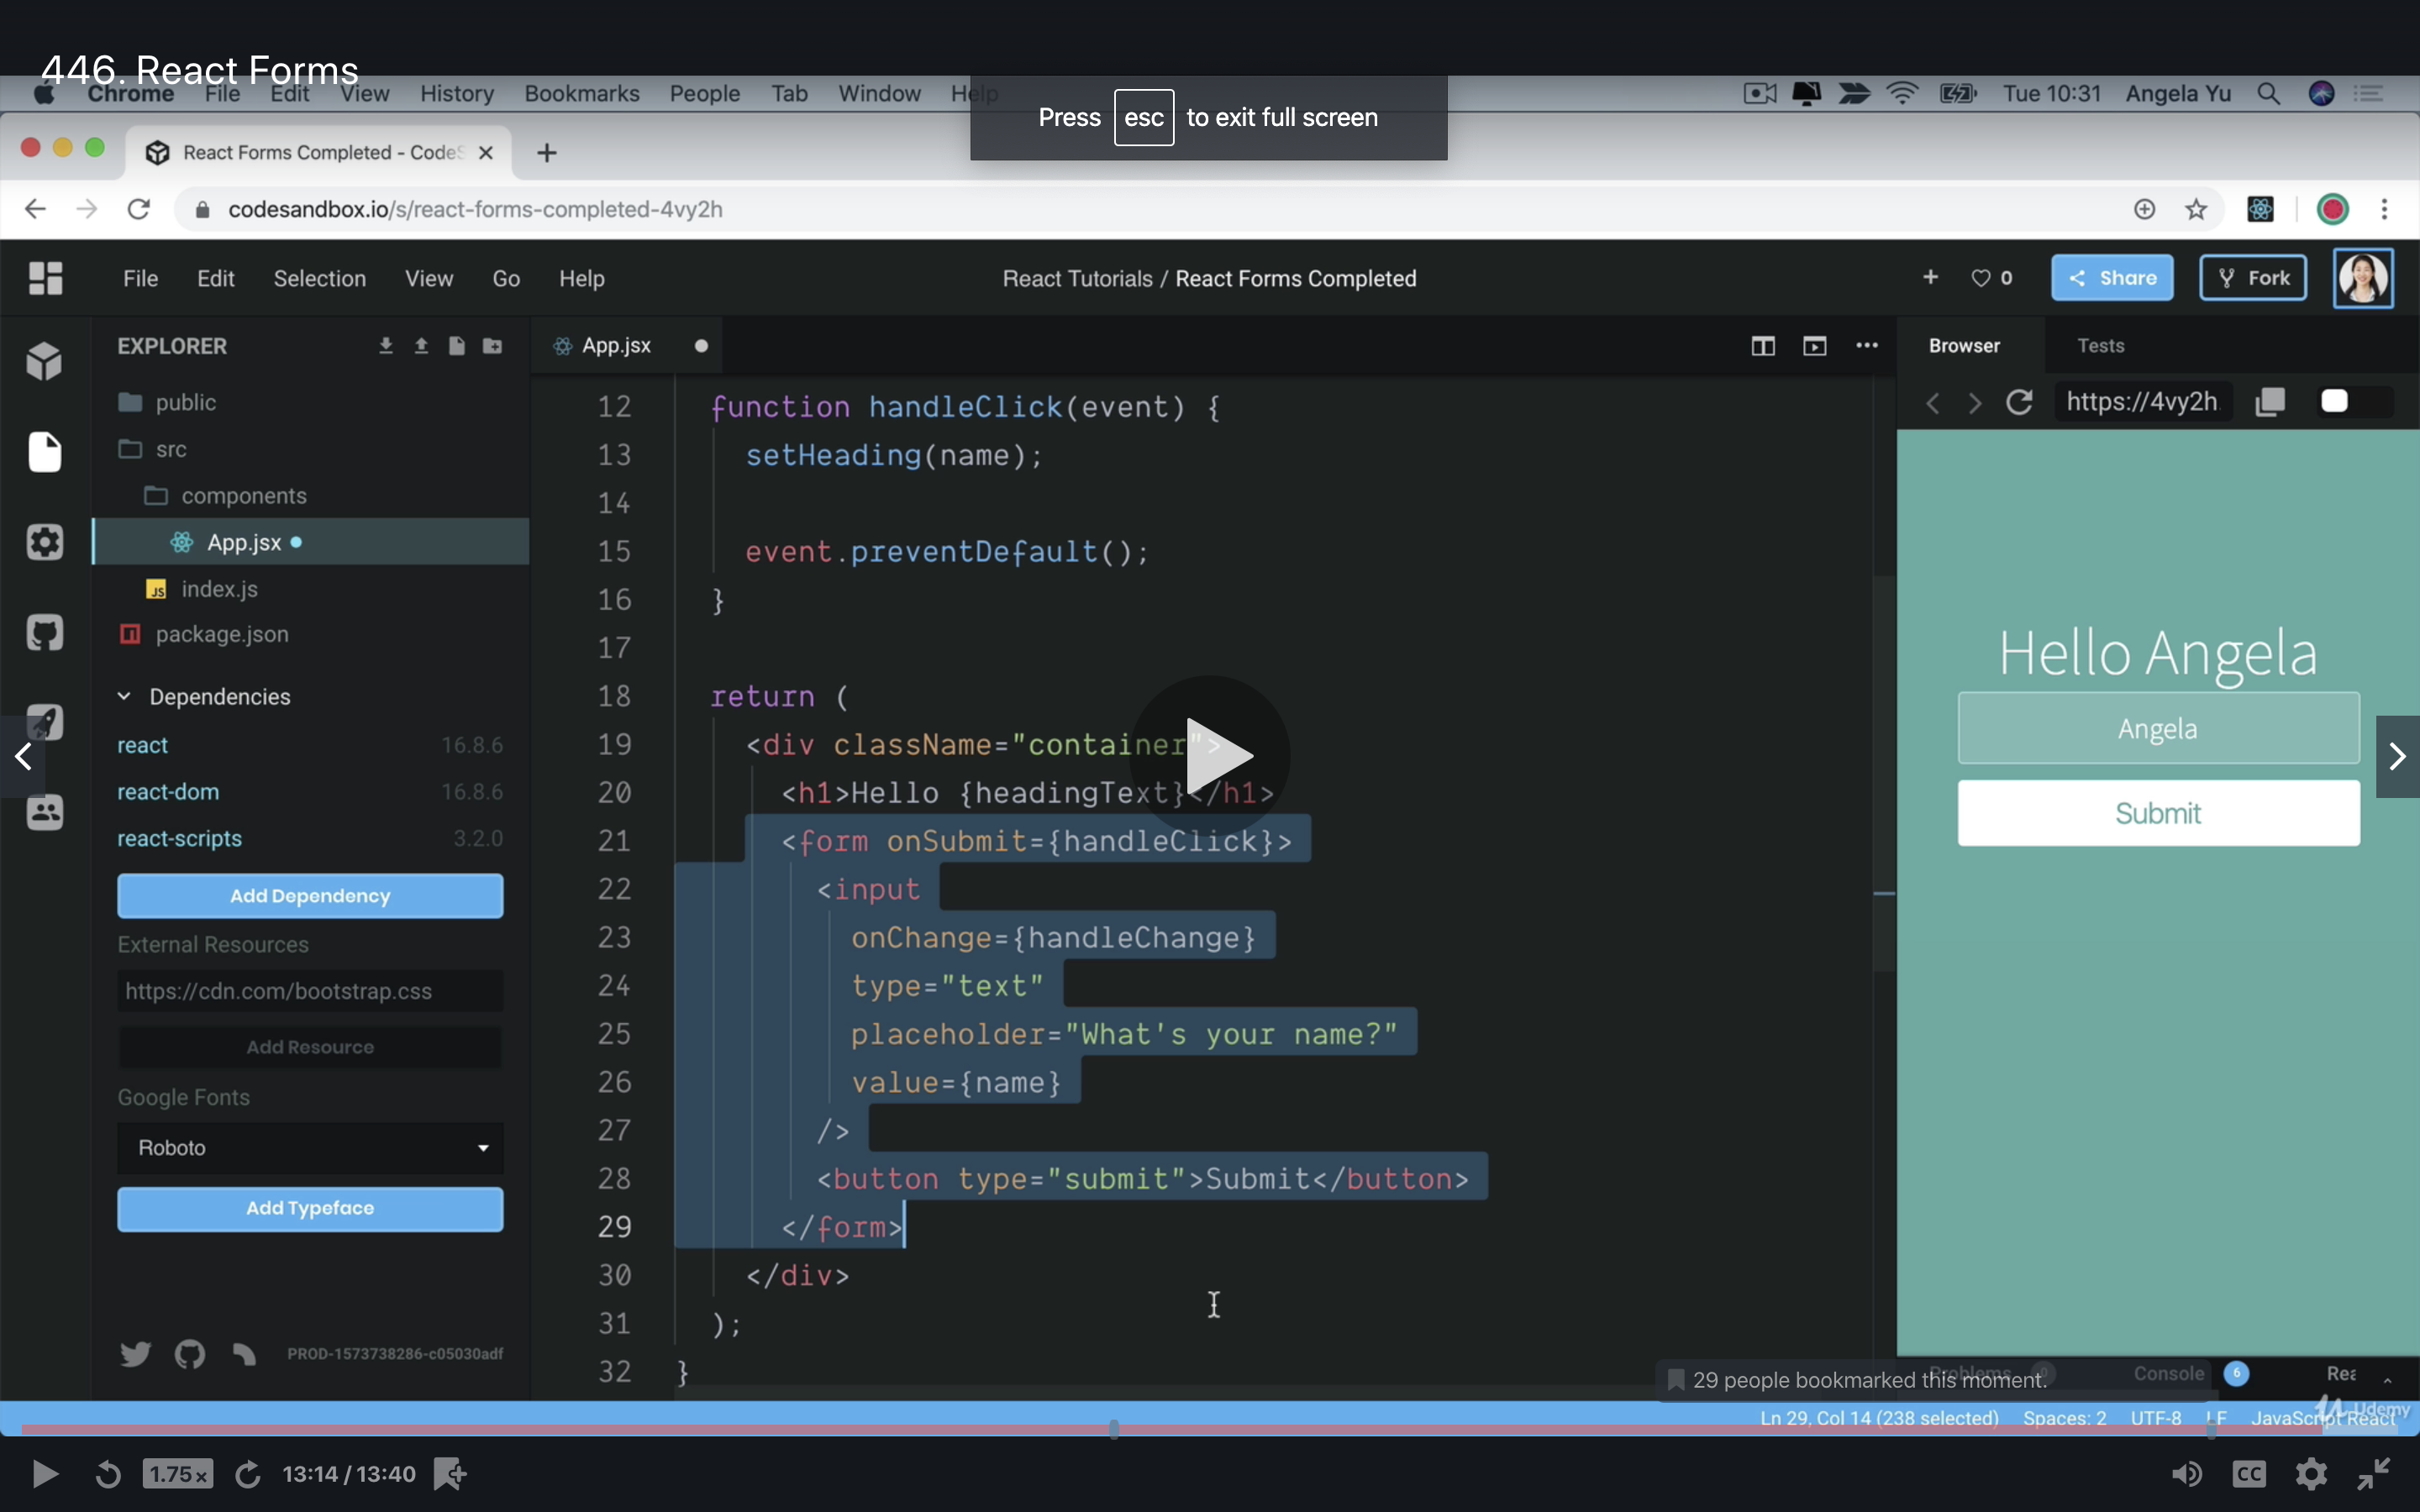 446. React Forms
Chrome File Edit View History Bookmarks People Tab Window Help
Tue 10:31 Angela Yu
Press esc to exit full screen
React Forms Completed - CodeS
codesandbox.io/s/react-forms-completed-4vy2h
File Edit Selection View Go Help
React Tutorials / React Forms Completed
0 Share Fork
EXPLORER
public
src
components
App.jsx
index.js
package.json
Dependencies
react 16.8.6
react-dom 16.8.6
react-scripts 3.2.0
Add Dependency
External Resources
https://cdn.com/bootstrap.css
Add Resource
Google Fonts
Roboto
Add Typeface
PROD-1573738286-c05030adf
App.jsx
12 function handleClick(event) {
13 setHeading(name);
14
15 event.preventDefault();
16 }
17
18 return (
19 <div className="container">
20 <h1>Hello {headingText}</h1>
21 <form onSubmit={handleClick}>
22 <input
23 onChange={handleChange}
24 type="text"
25 placeholder="What's your name?"
26 value={name}
27 />
28 <button type="submit">Submit</button>
29 </form>
30 </div>
31 );
32 }
Browser Tests
https://4vy2h.
Hello Angela
Angela
Submit
Problems 0 Console 6 Rea
29 people bookmarked this moment.
Ln 29, Col 14 (238 selected) Spaces: 2 UTF-8 LF JavaScript React
Udemy
1.75x 13:14 / 13:40
CC